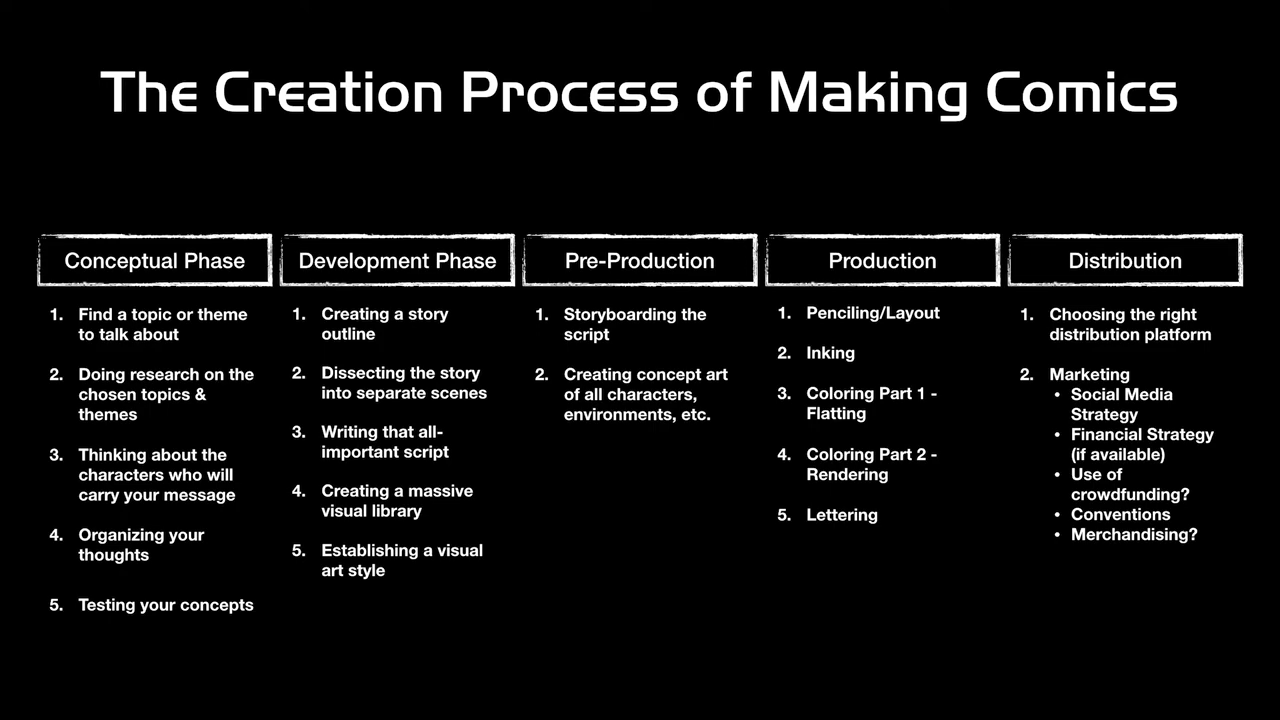 The Creation Process of Making Comics
Conceptual Phase
1. Find a topic or theme
to talk about
2. Doing research on the
chosen topics &
themes
3. Thinking about the
characters who will
carry your message
4. Organizing your
thoughts
5. Testing your concepts
Development Phase
1. Creating a story
outline
2. Dissecting the story
into separate scenes
3. Writing that all-
important script
4. Creating a massive
visual library
5. Establishing a visual
art style
Pre-Production
1. Storyboarding the
script
2. Creating concept art
of all characters,
environments, etc.
Production
1. Penciling/Layout
2. Inking
3. Coloring Part 1 -
Flatting
4. Coloring Part 2 -
Rendering
5. Lettering
Distribution
1. Choosing the right
distribution platform
2. Marketing
• Social Media
Strategy
• Financial Strategy
(if available)
• Use of
crowdfunding?
• Conventions
• Merchandising?